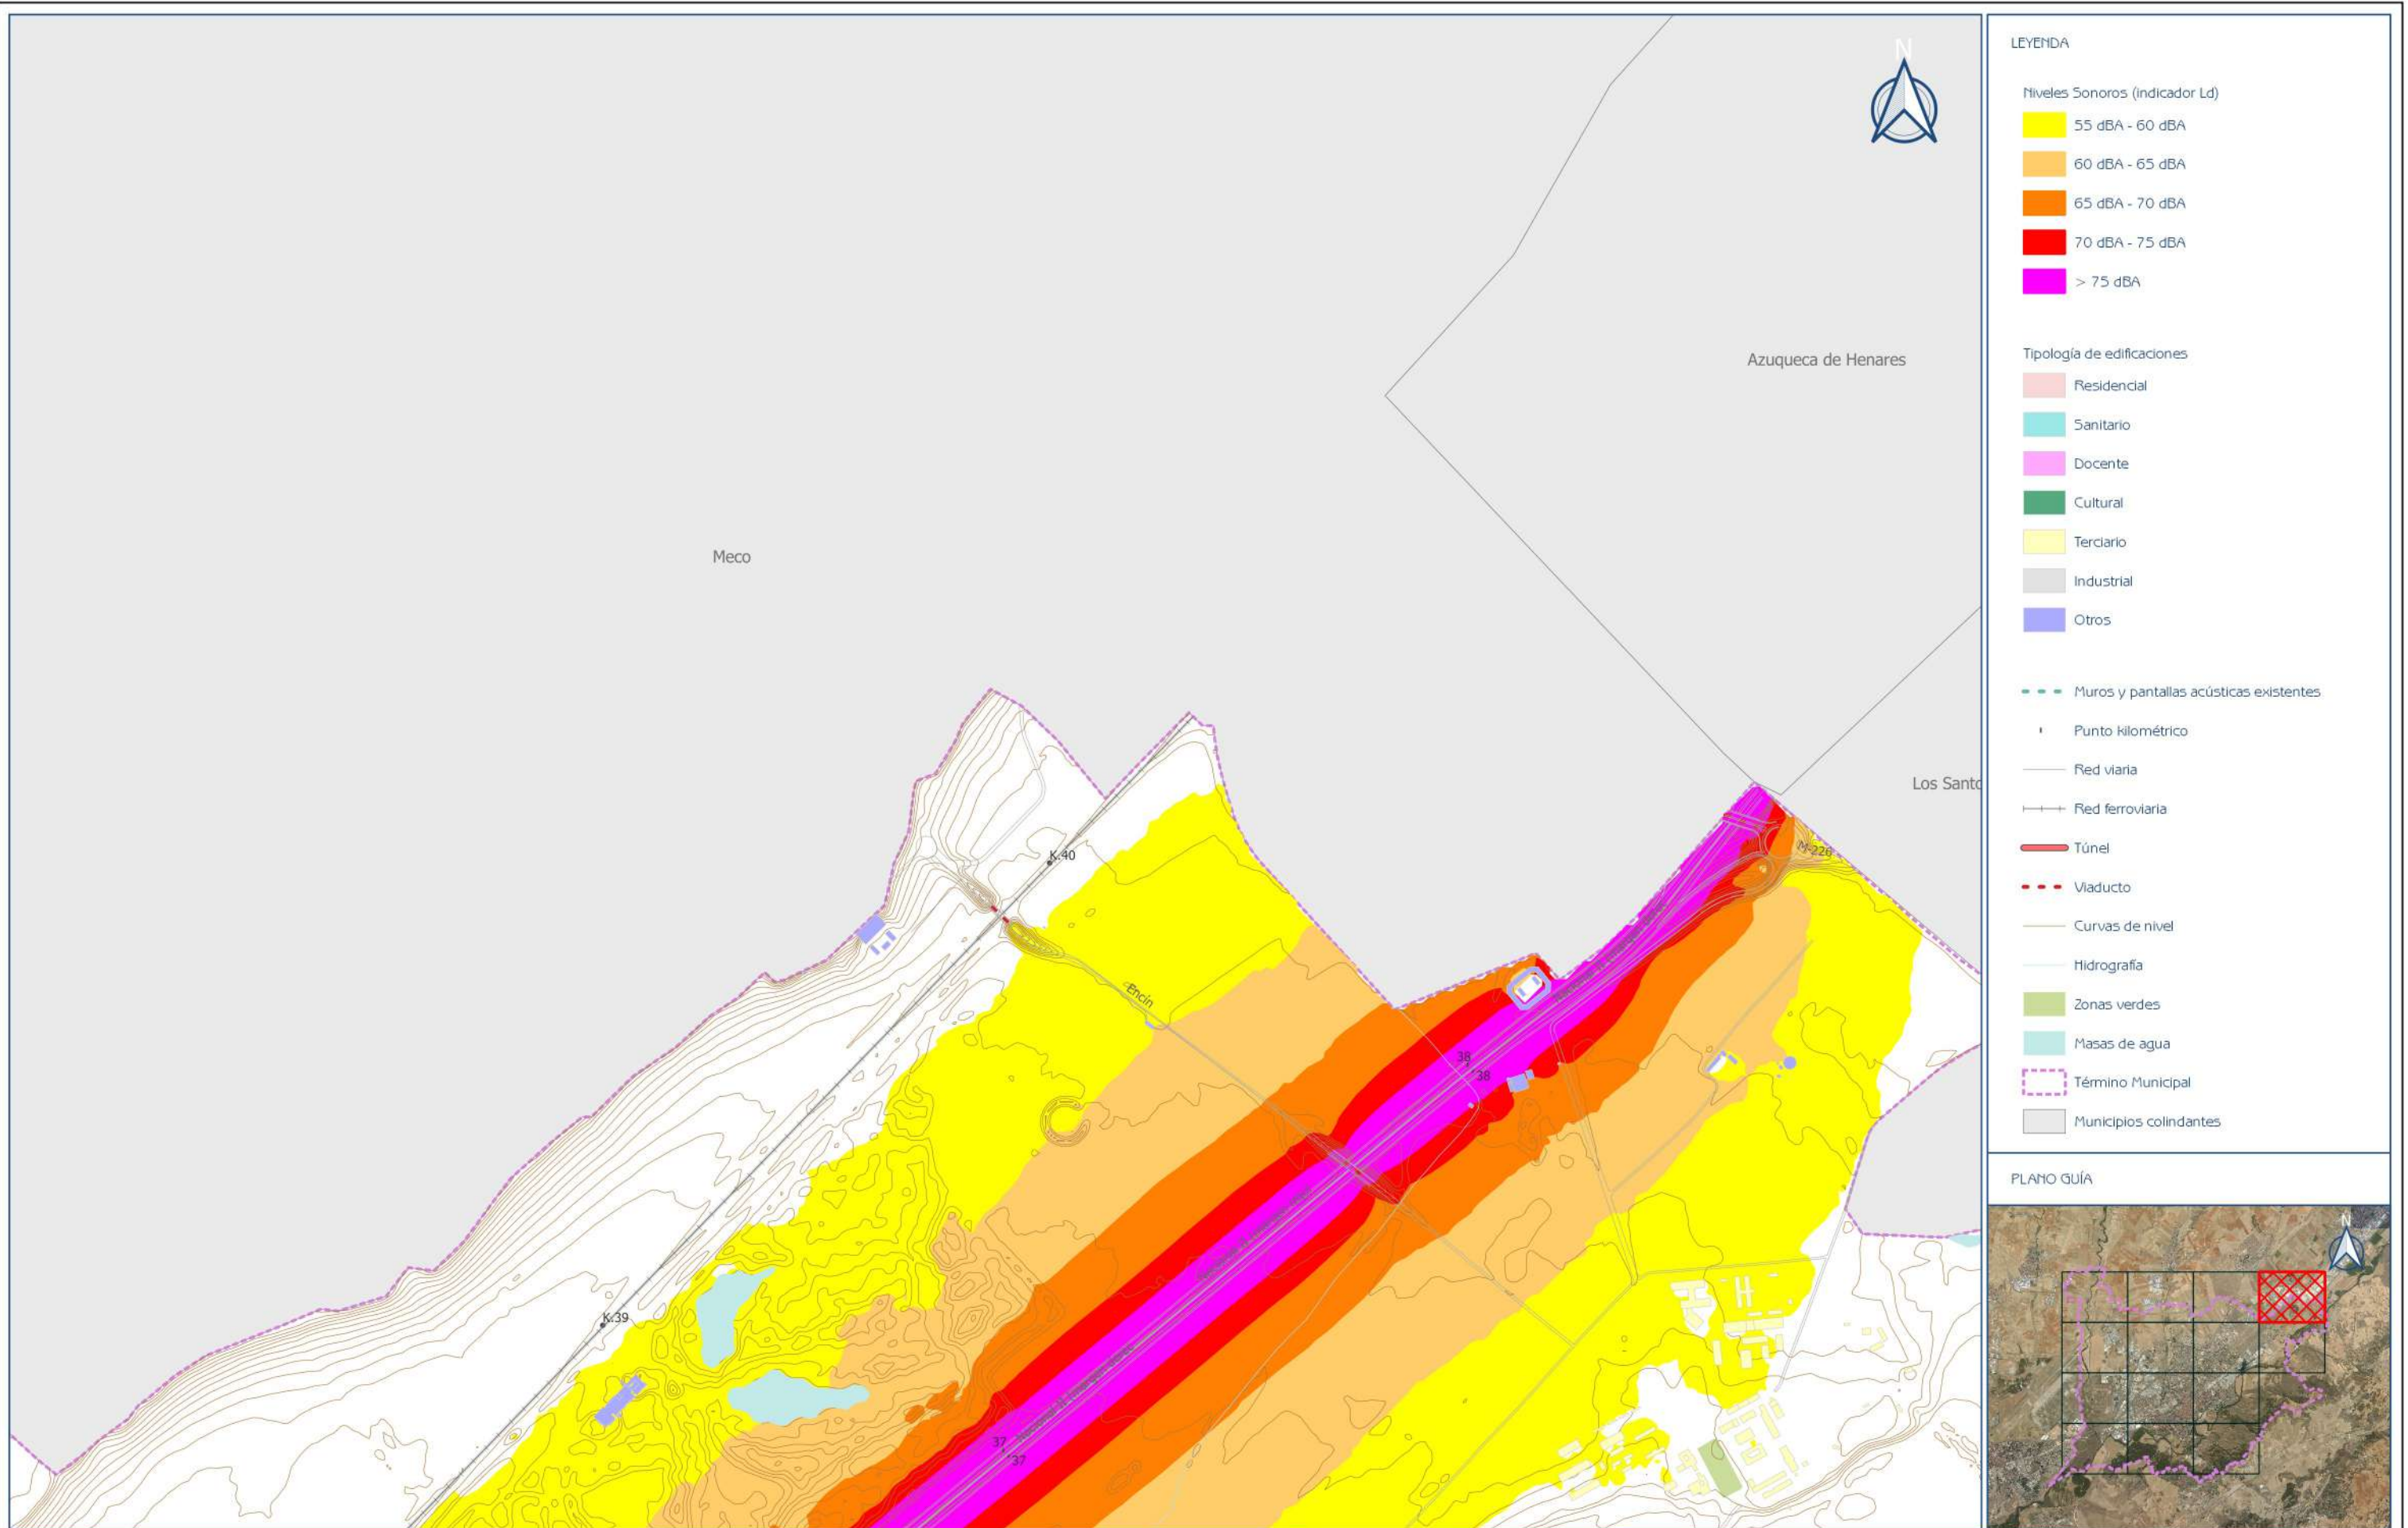 N
Azuqueca de Henares
Meco
Los Santo
M-226
K.40
Encín
38
38
K.39
37
37
LEYENDA
Niveles Sonoros (indicador Ld)
55 dBA - 60 dBA
60 dBA - 65 dBA
65 dBA - 70 dBA
70 dBA - 75 dBA
> 75 dBA
Tipología de edificaciones
Residencial
Sanitario
Docente
Cultural
Terciario
Industrial
Otros
Muros y pantallas acústicas existentes
Punto kilométrico
Red viaria
Red ferroviaria
Túnel
Viaducto
Curvas de nivel
Hidrografía
Zonas verdes
Masas de agua
Término Municipal
Municipios colindantes
PLANO GUÍA
N